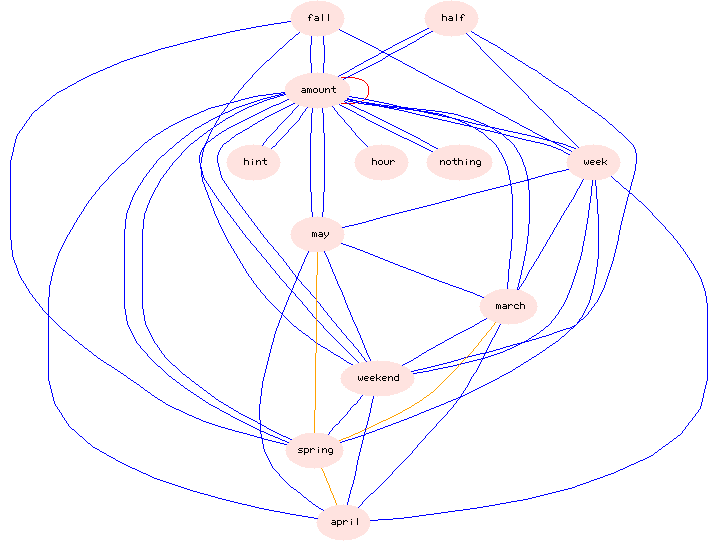 fall half
amount
hint hour nothing week
may
march
weekend
spring
april